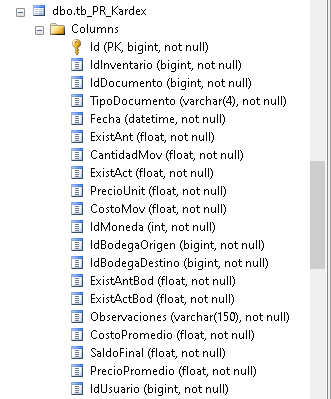 dbo.tb_PR_Kardex
Columns
Id (PK, bigint, not null)
IdInventario (bigint, not null)
IdDocumento (bigint, not null)
TipoDocumento (varchar(4), not null)
Fecha (datetime, not null)
ExistAnt (float, not null)
CantidadMov (float, not null)
ExistAct (float, not null)
PrecioUnit (float, not null)
CostoMov (float, not null)
IdMoneda (int, not null)
IdBodegaOrigen (bigint, not null)
IdBodegaDestino (bigint, not null)
ExistAntBod (float, not null)
ExistActBod (float, not null)
Observaciones (varchar(150), not null)
CostoPromedio (float, not null)
SaldoFinal (float, not null)
PrecioPromedio (float, not null)
IdUsuario (bigint, not null)